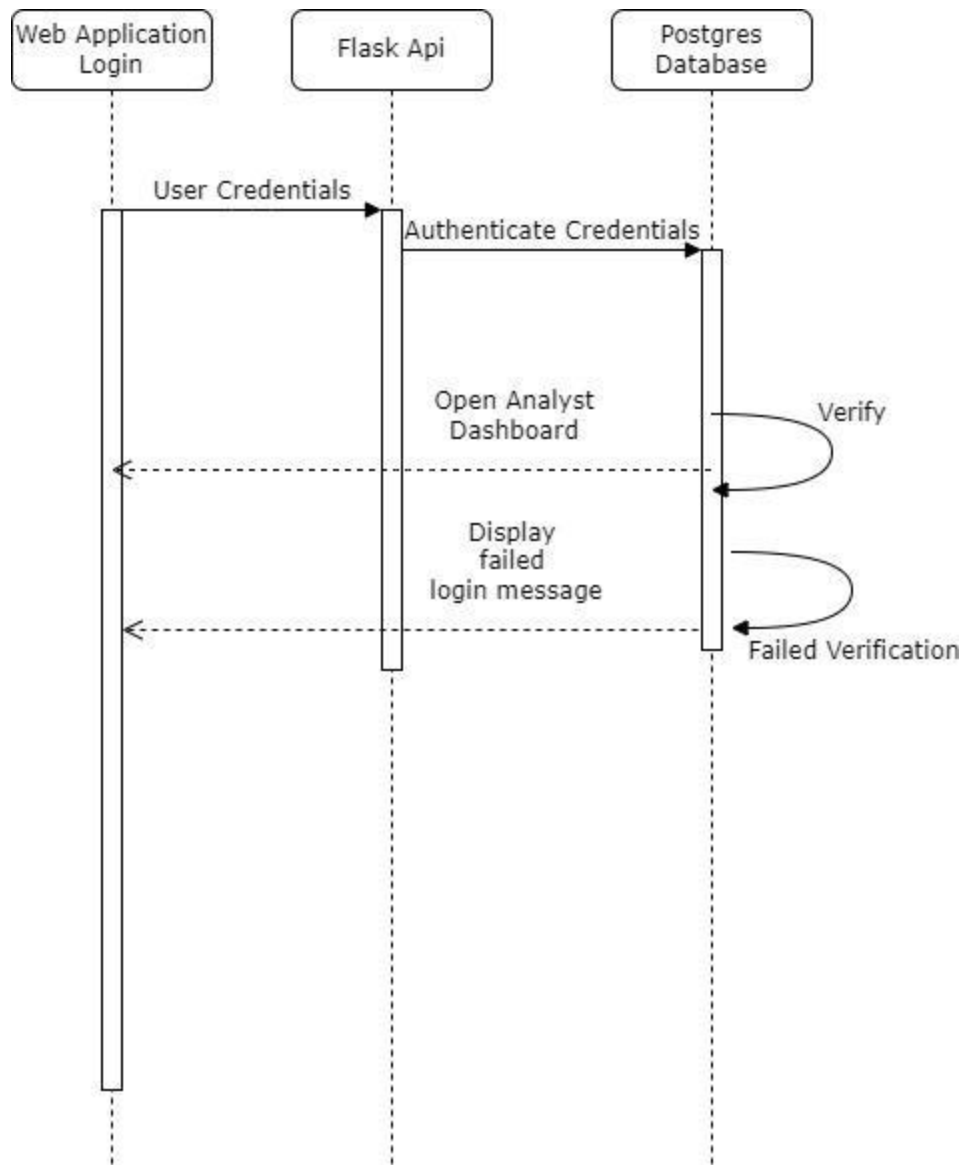 Web Application
Login
Flask Api
Postgres
Database
User Credentials
Authenticate Credentials
Open Analyst
Dashboard
Verify
Display
failed
login message
Failed Verification